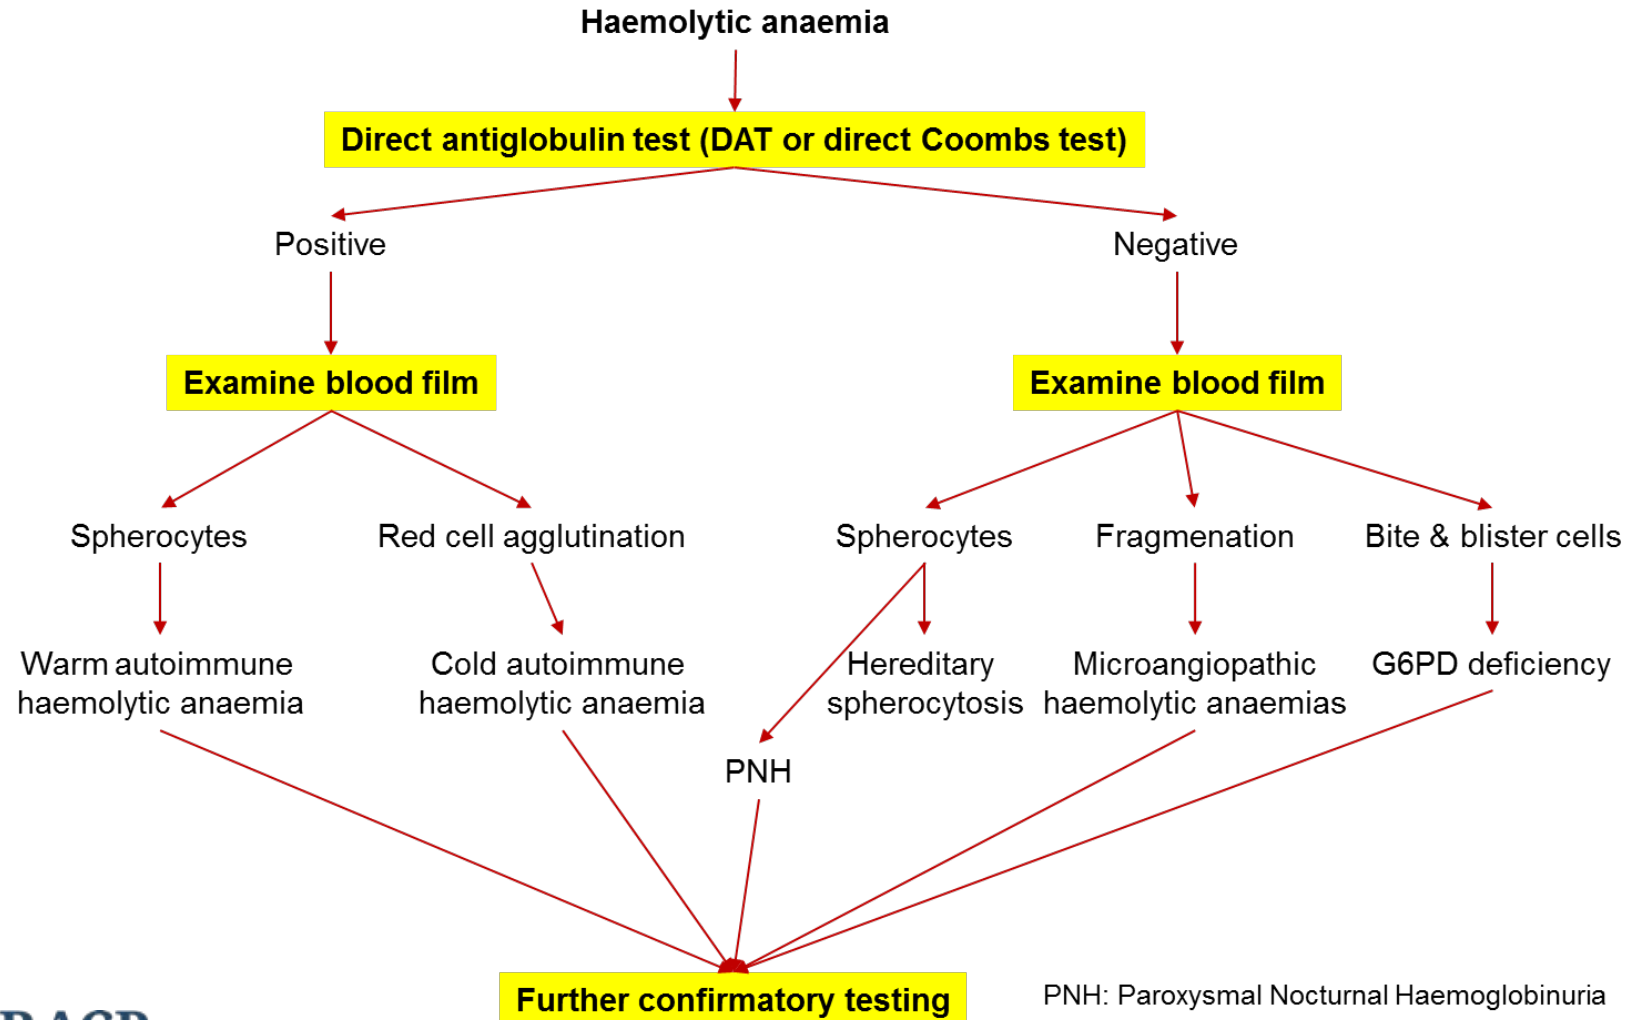 Haemolytic anaemia
Direct antiglobulin test (DAT or direct Coombs test)
Positive
Negative
Examine blood film
Examine blood film
Spherocytes
Red cell agglutination
Spherocytes
Fragmenation
Bite & blister cells
Warm autoimmune
haemolytic anaemia
Cold autoimmune
haemolytic anaemia
Hereditary
spherocytosis
Microangiopathic
haemolytic anaemias
G6PD deficiency
PNH
Further confirmatory testing
PNH: Paroxysmal Nocturnal Haemoglobinuria